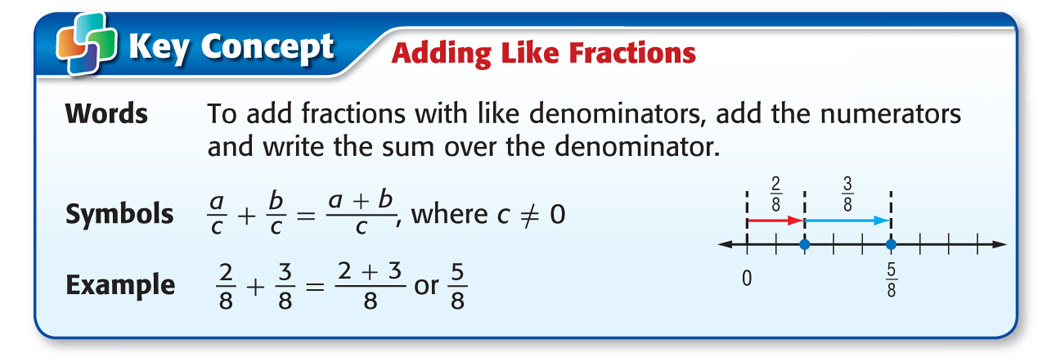 Key Concept Adding Like Fractions
Words To add fractions with like denominators, add the numerators
and write the sum over the denominator.
Symbols a/c + b/c = a + b/c, where c ≠ 0
Example 2/8 + 3/8 = 2 + 3/8 or 5/8
2/8 3/8
0 5/8